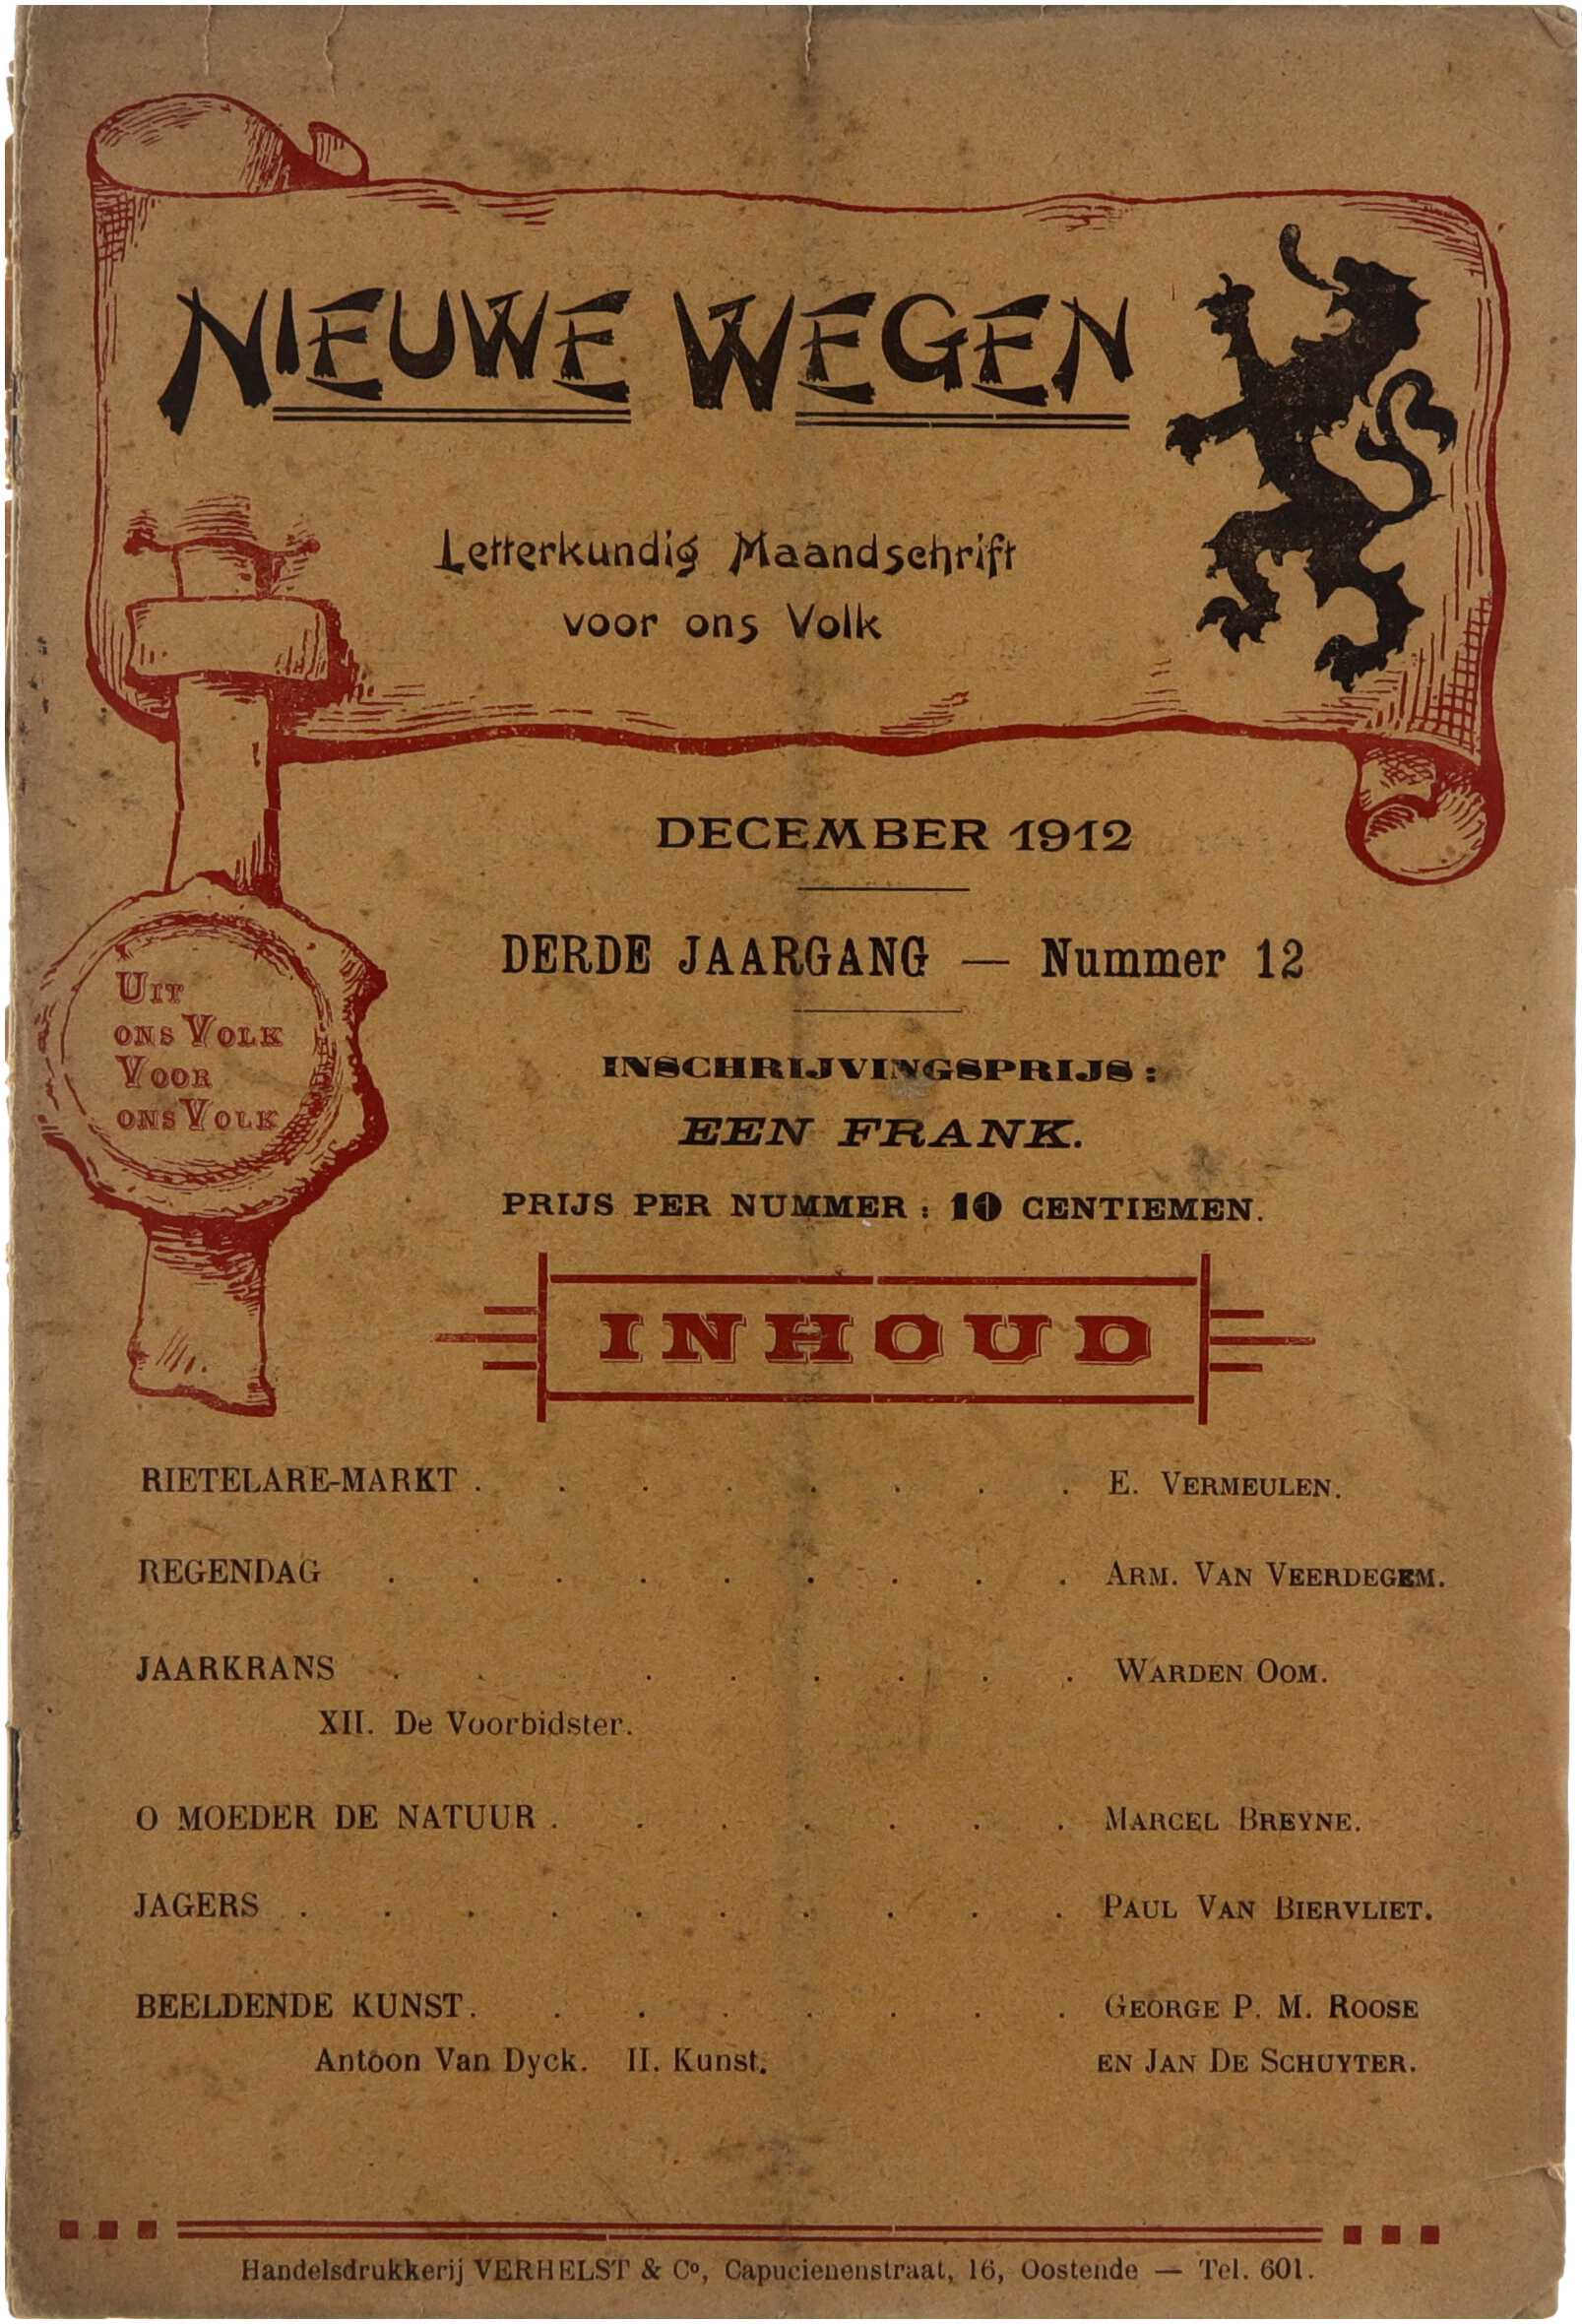 NIEUWE WEGEN
Letterkundig Maandschrift
voor ons Volk
DECEMBER 1912
DERDE JAARGANG — Nummer 12
UIT
ONS VOLK
VOOR
ONS VOLK
INSCHRIJVINGSPRIJS :
EEN FRANK.
PRIJS PER NUMMER : 10 CENTIEMEN.
INHOUD
RIETELARE-MARKT . . . . . . . . E. VERMEULEN.
REGENDAG . . . . . . . . . ARM. VAN VEERDEGEM.
JAARKRANS . . . . . . . . WARDEN OOM.
XII. De Voorbidster.
O MOEDER DE NATUUR . . . . . . . MARCEL BREYNE.
JAGERS . . . . . . . . . . PAUL VAN BIERVLIET.
BEELDENDE KUNST . . . . . . . . GEORGE P. M. ROOSE
Antoon Van Dyck. II. Kunst. EN JAN DE SCHUYTER.
Handelsdrukkerij VERHELST & Co, Capucienenstraat, 16, Oostende — Tel. 601.